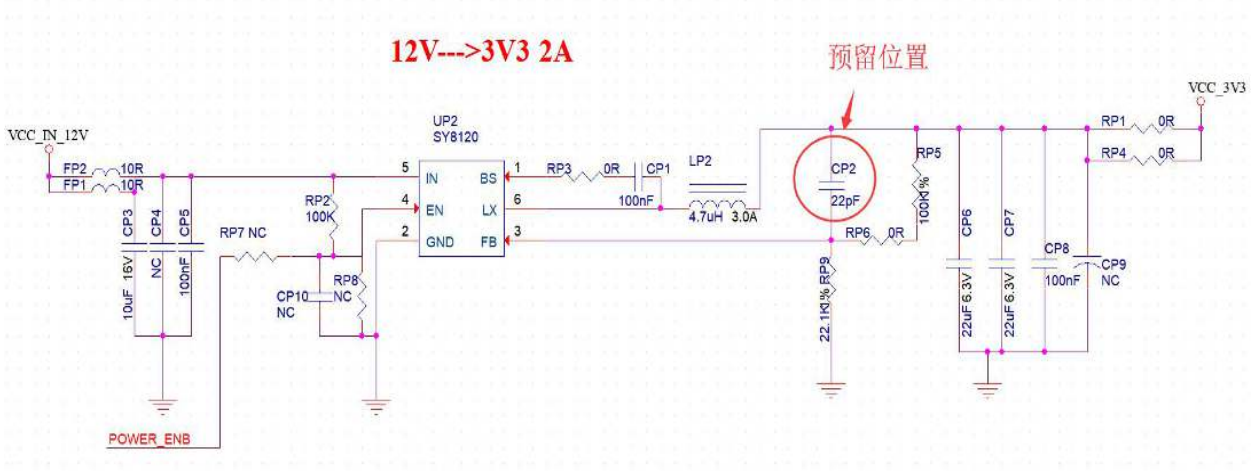 12V--->3V3 2A
预留位置
VCC_3V3
VCC_IN_12V
UP2
SY8120
RP1
0R
RP4
0R
FP2
10R
FP1
10R
5
IN
BS
1
RP3
0R
CP1
100nF
LP2
4.7uH
3.0A
CP2
22pF
RP5
100K1%
4
EN
LX
6
2
GND
FB
3
RP2
100K
RP6
0R
CP3
10uF 16V
CP4
NC
CP5
100nF
RP7 NC
RP8
NC
CP10
NC
RP9
22.1K1%
CP6
22uF 6.3V
CP7
22uF 6.3V
CP8
100nF
CP9
NC
POWER_ENB